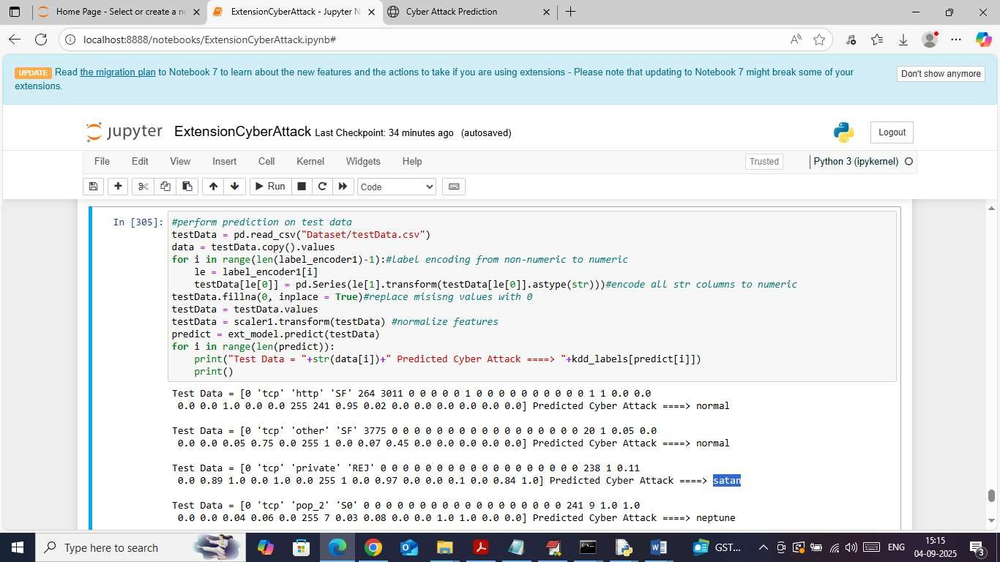 Home Page - Select or create a n
ExtensionCyberAttack - Jupyter N
Cyber Attack Prediction
localhost:8888/notebooks/ExtensionCyberAttack.ipynb#
UPDATE Read the migration plan to Notebook 7 to learn about the new features and the actions to take if you are using extensions - Please note that updating to Notebook 7 might break some of your
extensions.
Don't show anymore
jupyter ExtensionCyberAttack Last Checkpoint: 34 minutes ago (autosaved)
Logout
File Edit View Insert Cell Kernel Widgets Help
Trusted
Python 3 (ipykernel)
Run
Code
In [305]: #perform prediction on test data
testData = pd.read_csv("Dataset/testData.csv")
data = testData.copy().values
for i in range(len(label_encoder1)-1):#label encoding from non-numeric to numeric
    le = label_encoder1[i]
    testData[le[0]] = pd.Series(le[1].transform(testData[le[0]].astype(str)))#encode all str columns to numeric
testData.fillna(0, inplace = True)#replace misisng values with 0
testData = testData.values
testData = scaler1.transform(testData) #normalize features
predict = ext_model.predict(testData)
for i in range(len(predict)):
    print("Test Data = "+str(data[i])+" Predicted Cyber Attack ====> "+kdd_labels[predict[i]])
    print()
Test Data = [0 'tcp' 'http' 'SF' 264 3011 0 0 0 0 0 1 0 0 0 0 0 0 0 0 0 0 1 1 0.0 0.0
 0.0 0.0 1.0 0.0 0.0 255 241 0.95 0.02 0.0 0.0 0.0 0.0 0.0 0.0] Predicted Cyber Attack ====> normal
Test Data = [0 'tcp' 'other' 'SF' 3775 0 0 0 0 0 0 0 0 0 0 0 0 0 0 0 0 0 20 1 0.05 0.0
 0.0 0.0 0.05 0.75 0.0 255 1 0.0 0.07 0.45 0.0 0.0 0.0 0.0 0.0] Predicted Cyber Attack ====> normal
Test Data = [0 'tcp' 'private' 'REJ' 0 0 0 0 0 0 0 0 0 0 0 0 0 0 0 0 0 0 238 1 0.11
 0.0 0.89 1.0 0.0 1.0 0.0 255 1 0.0 0.97 0.0 0.0 0.1 0.0 0.84 1.0] Predicted Cyber Attack ====> satan
Test Data = [0 'tcp' 'pop_2' 'S0' 0 0 0 0 0 0 0 0 0 0 0 0 0 0 0 0 0 0 241 9 1.0 1.0
 0.0 0.0 0.04 0.06 0.0 255 7 0.03 0.08 0.0 0.0 1.0 1.0 0.0 0.0] Predicted Cyber Attack ====> neptune
Type here to search
GST...
ENG
15:15
04-09-2025
3